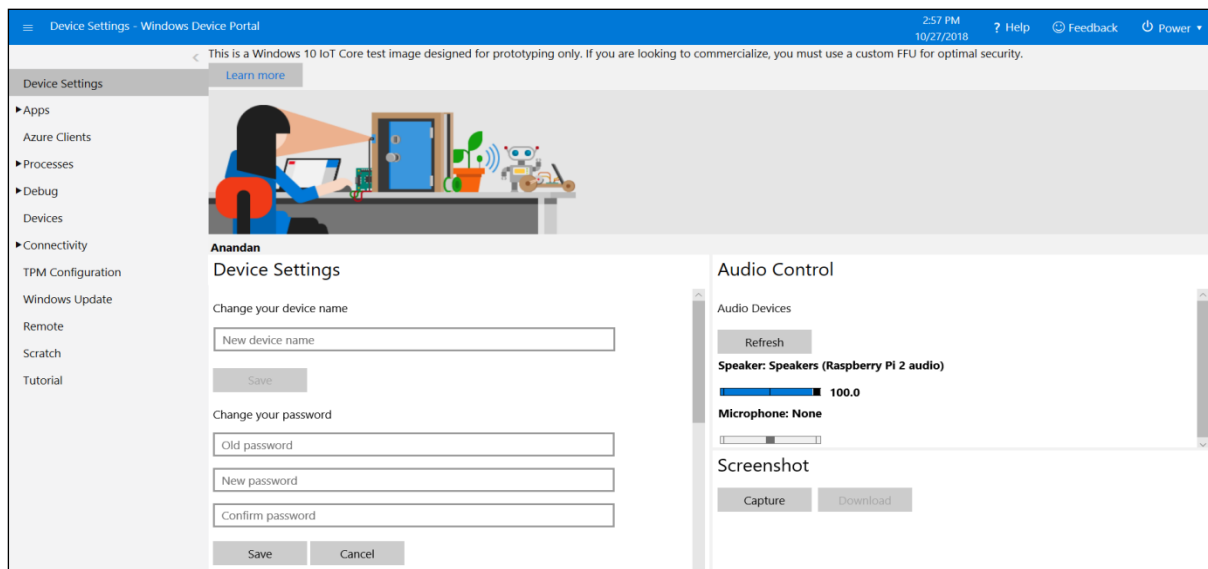 Device Settings - Windows Device Portal
2:57 PM
10/27/2018
? Help
Feedback
Power
This is a Windows 10 IoT Core test image designed for prototyping only. If you are looking to commercialize, you must use a custom FFU for optimal security.
Learn more
Device Settings
Apps
Azure Clients
Processes
Debug
Devices
Connectivity
TPM Configuration
Windows Update
Remote
Scratch
Tutorial
Anandan
Device Settings
Change your device name
New device name
Save
Change your password
Old password
New password
Confirm password
Save Cancel
Audio Control
Audio Devices
Refresh
Speaker: Speakers (Raspberry Pi 2 audio)
100.0
Microphone: None
Screenshot
Capture Download